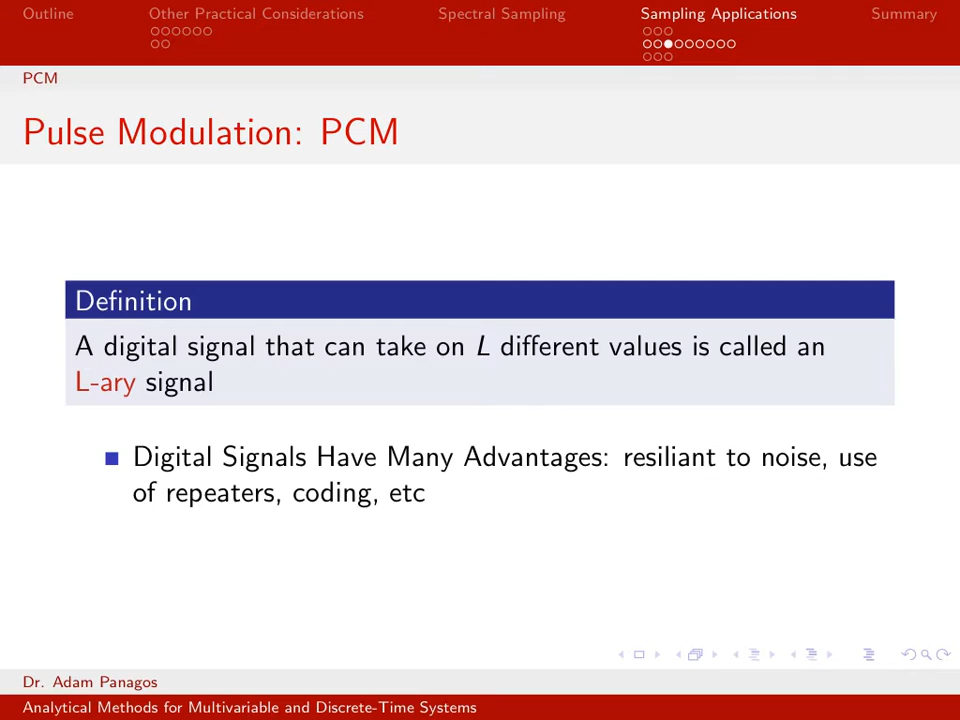 Outline Other Practical Considerations Spectral Sampling Sampling Applications Summary
PCM
Pulse Modulation: PCM
Definition
A digital signal that can take on L different values is called an
L-ary signal
Digital Signals Have Many Advantages: resiliant to noise, use
of repeaters, coding, etc
Dr. Adam Panagos
Analytical Methods for Multivariable and Discrete-Time Systems